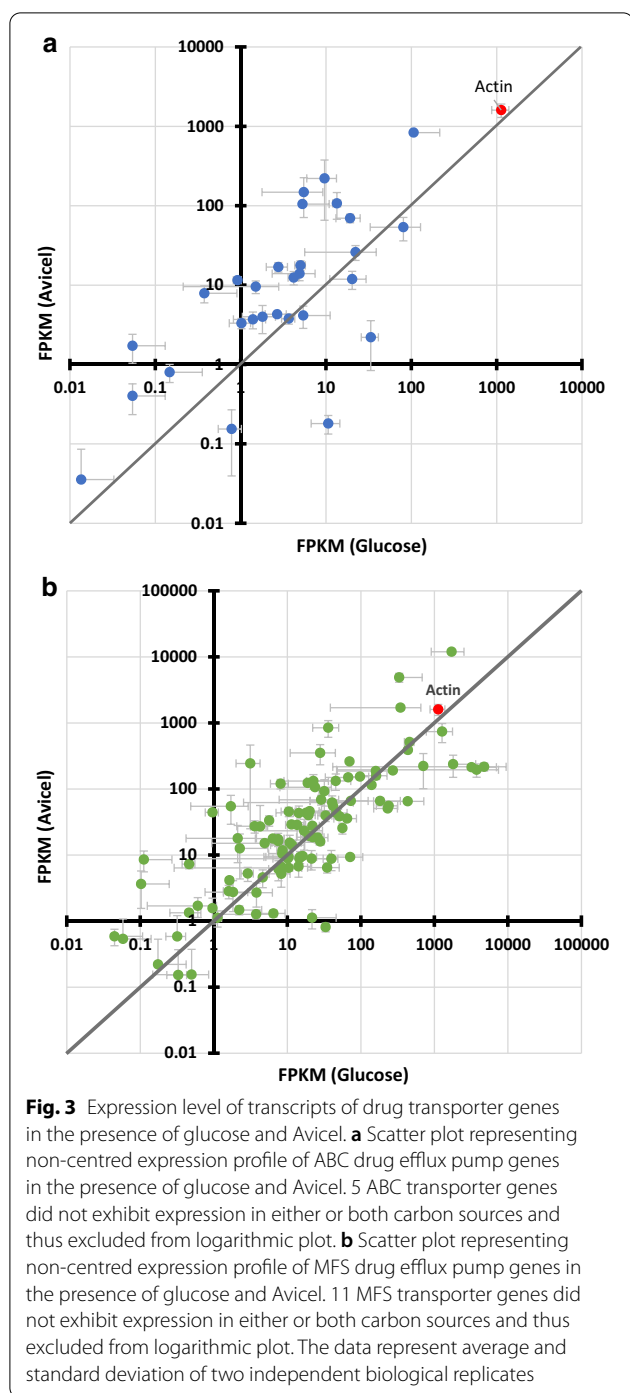 a
10000
Actin
1000
100
10
1
0.01 0.1 1 10 100 1000 10000
0.1
0.01
FPKM (Avicel)
FPKM (Glucose)
b
100000
10000
Actin
1000
100
10
1
0.01 0.1 1 10 100 1000 10000 100000
0.1
0.01
FPKM (Avicel)
FPKM (Glucose)
Fig. 3 Expression level of transcripts of drug transporter genes
in the presence of glucose and Avicel. a Scatter plot representing
non-centred expression profile of ABC drug efflux pump genes
in the presence of glucose and Avicel. 5 ABC transporter genes
did not exhibit expression in either or both carbon sources and
thus excluded from logarithmic plot. b Scatter plot representing
non-centred expression profile of MFS drug efflux pump genes in
the presence of glucose and Avicel. 11 MFS transporter genes did
not exhibit expression in either or both carbon sources and thus
excluded from logarithmic plot. The data represent average and
standard deviation of two independent biological replicates